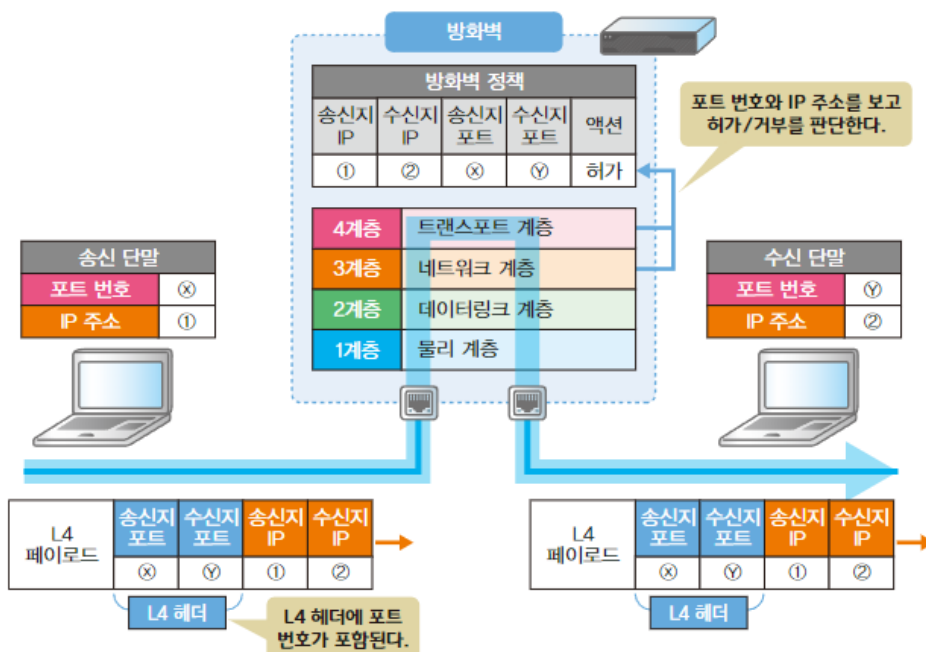 방화벽
방화벽 정책
송신지 IP 수신지 IP 송신지 포트 수신지 포트 액션
① ② ⓧ ⓨ 허가
포트 번호와 IP 주소를 보고
허가/거부를 판단한다.
4계층 트랜스포트 계층
3계층 네트워크 계층
2계층 데이터링크 계층
1계층 물리 계층
송신 단말
포트 번호 ⓧ
IP 주소 ①
수신 단말
포트 번호 ⓨ
IP 주소 ②
L4 페이로드 송신지 포트 수신지 포트 송신지 IP 수신지 IP
ⓧ ⓨ ① ②
L4 헤더
L4 헤더에 포트
번호가 포함된다.
L4 페이로드 송신지 포트 수신지 포트 송신지 IP 수신지 IP
ⓧ ⓨ ① ②
L4 헤더